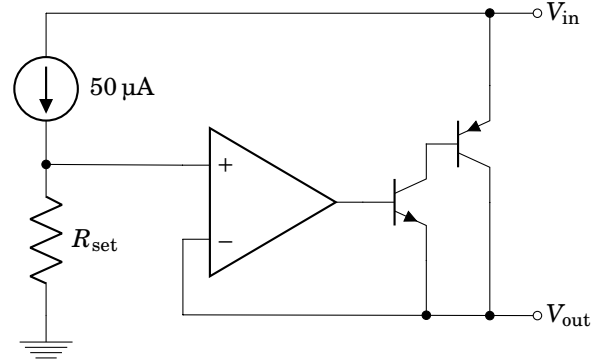 V_in
50 µA
+
−
R_set
V_out